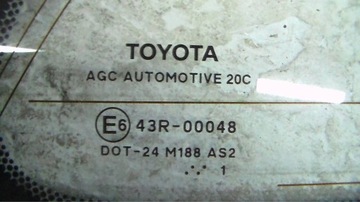 TOYOTA
AGC AUTOMOTIVE 20C
E6 43R-00048
DOT-24 M188 AS2
1